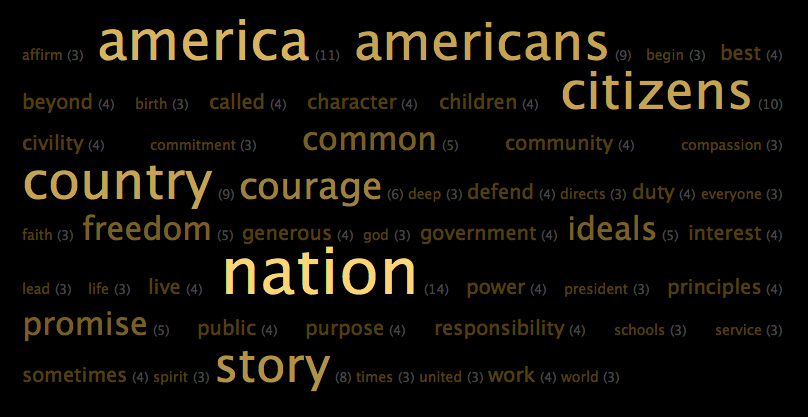 affirm (3) america (11) americans (9) begin (3) best (4)
beyond (4) birth (3) called (4) character (4) children (4) citizens (10)
civility (4) commitment (3) common (5) community (4) compassion (3)
country (9) courage (6) deep (3) defend (4) directs (3) duty (4) everyone (3)
faith (3) freedom (5) generous (4) god (3) government (4) ideals (5) interest (4)
lead (3) life (3) live (4) nation (14) power (4) president (3) principles (4)
promise (5) public (4) purpose (4) responsibility (4) schools (3) service (3)
sometimes (4) spirit (3) story (8) times (3) united (3) work (4) world (3)